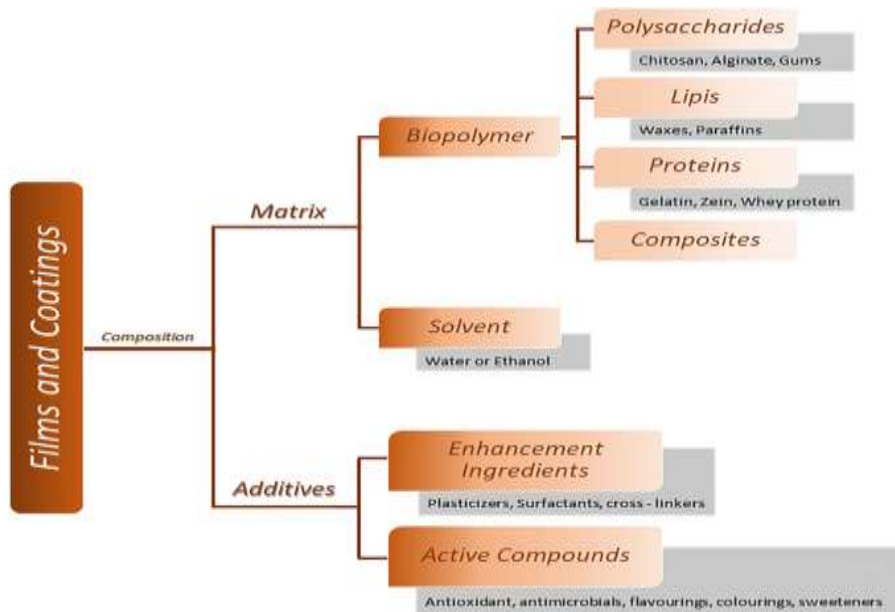 Films and Coatings
Composition
Matrix
Biopolymer
Polysaccharides
Chitosan, Alginate, Gums
Lipis
Waxes, Paraffins
Proteins
Gelatin, Zein, Whey protein
Composites
Solvent
Water or Ethanol
Additives
Enhancement
Ingredients
Plasticizers, Surfactants, cross - linkers
Active Compounds
Antioxidant, antimicrobials, flavourings, colourings, sweeteners